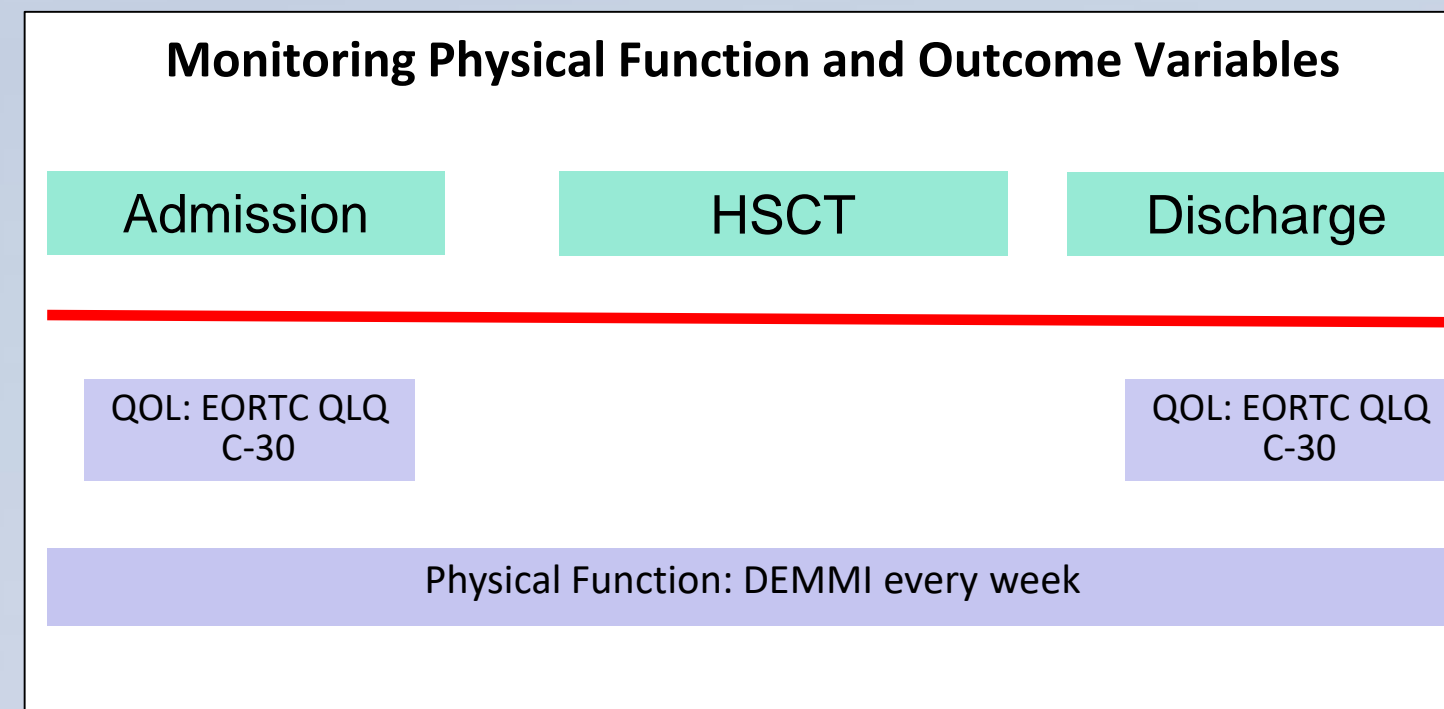 Monitoring Physical Function and Outcome Variables
Admission
HSCT
Discharge
QOL: EORTC QLQ
C-30
QOL: EORTC QLQ
C-30
Physical Function: DEMMI every week